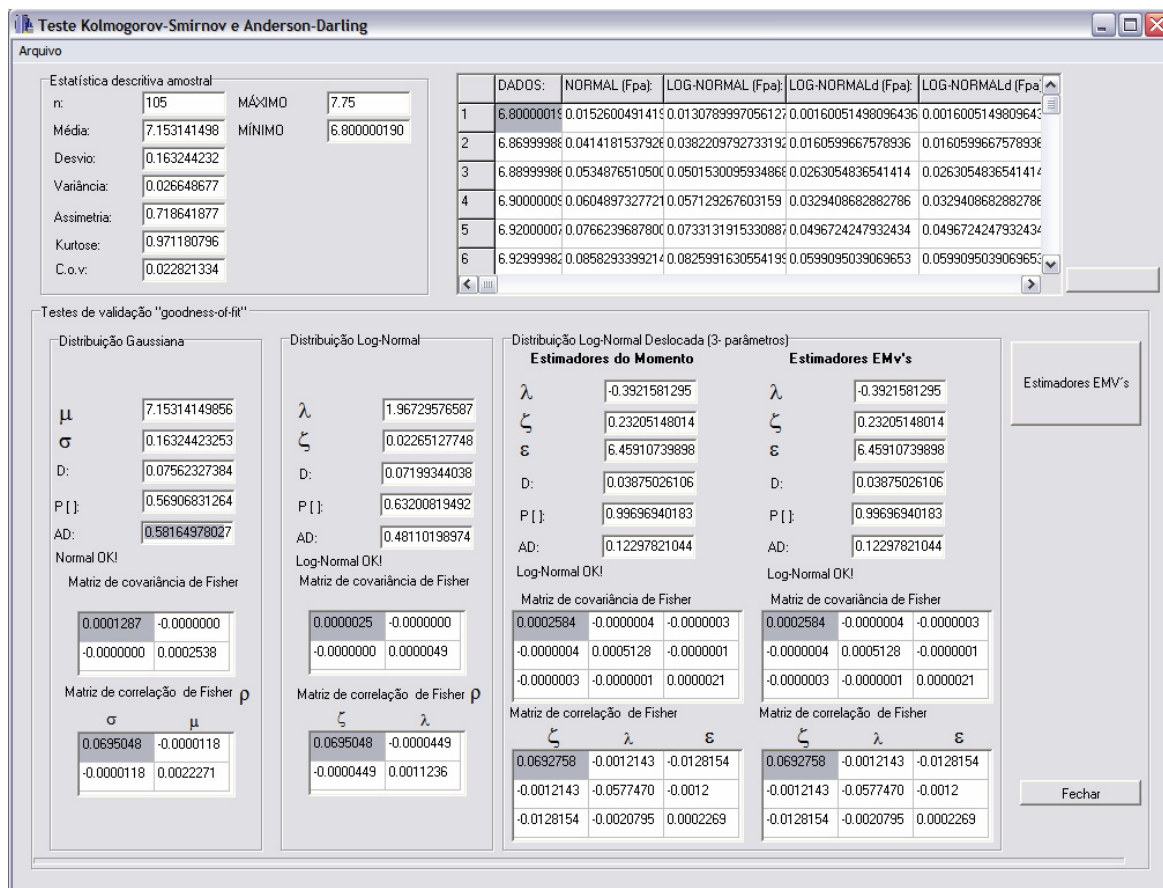 Teste Kolmogorov-Smirnov e Anderson-Darling
Arquivo
Estatística descritiva amostral
n: 105 MÁXIMO 7.75
Média: 7.153141498 MÍNIMO 6.800000190
Desvio: 0.163244232
Variância: 0.026648677
Assimetria: 0.718641877
Kurtose: 0.971180796
C.o.v: 0.022821334
DADOS: NORMAL (Fpa): LOG-NORMAL (Fpa): LOG-NORMALd (Fpa): LOG-NORMALd (Fpa
1 6.80000019 0.0152600491419 0.0130789997056127 0.00160051498096436 0.0016005149809643
2 6.86999988 0.0414181537926 0.0382209792733192 0.0160599667578936 0.0160599667578936
3 6.88999986 0.0534876510500 0.0501530095934868 0.0263054836541414 0.0263054836541414
4 6.90000009 0.0604897327721 0.057129267603159 0.0329408682882786 0.0329408682882786
5 6.92000007 0.0766239687800 0.0733131915330887 0.0496724247932434 0.0496724247932434
6 6.92999982 0.0858293399214 0.0825991630554199 0.0599095039069653 0.0599095039069653
Testes de validação "goodness-of-fit"
Distribuição Gaussiana
μ 7.15314149856
σ 0.16324423253
D: 0.07562327384
P [ ]: 0.56906831264
AD: 0.58164978027
Normal OK!
Matriz de covariância de Fisher
0.0001287 -0.0000000
-0.0000000 0.0002538
Matriz de correlação de Fisher ρ
σ μ
0.0695048 -0.0000118
-0.0000118 0.0022271
Distribuição Log-Normal
λ 1.96729576587
ζ 0.02265127748
D: 0.07199344038
P [ ]: 0.63200819492
AD: 0.48110198974
Log-Normal OK!
Matriz de covariância de Fisher
0.0000025 -0.0000000
-0.0000000 0.0000049
Matriz de correlação de Fisher ρ
ζ λ
0.0695048 -0.0000449
-0.0000449 0.0011236
Distribuição Log-Normal Deslocada (3- parâmetros)
Estimadores do Momento
λ -0.3921581295
ζ 0.23205148014
ε 6.45910739898
D: 0.03875026106
P [ ]: 0.99696940183
AD: 0.12297821044
Log-Normal OK!
Matriz de covariância de Fisher
0.0002584 -0.0000004 -0.0000003
-0.0000004 0.0005128 -0.0000001
-0.0000003 -0.0000001 0.0000021
Matriz de correlação de Fisher
ζ λ ε
0.0692758 -0.0012143 -0.0128154
-0.0012143 -0.0577470 -0.0012
-0.0128154 -0.0020795 0.0002269
Estimadores EMv's
λ -0.3921581295
ζ 0.23205148014
ε 6.45910739898
D: 0.03875026106
P [ ]: 0.99696940183
AD: 0.12297821044
Log-Normal OK!
Matriz de covariância de Fisher
0.0002584 -0.0000004 -0.0000003
-0.0000004 0.0005128 -0.0000001
-0.0000003 -0.0000001 0.0000021
Matriz de correlação de Fisher
ζ λ ε
0.0692758 -0.0012143 -0.0128154
-0.0012143 -0.0577470 -0.0012
-0.0128154 -0.0020795 0.0002269
Estimadores EMV´s
Fechar